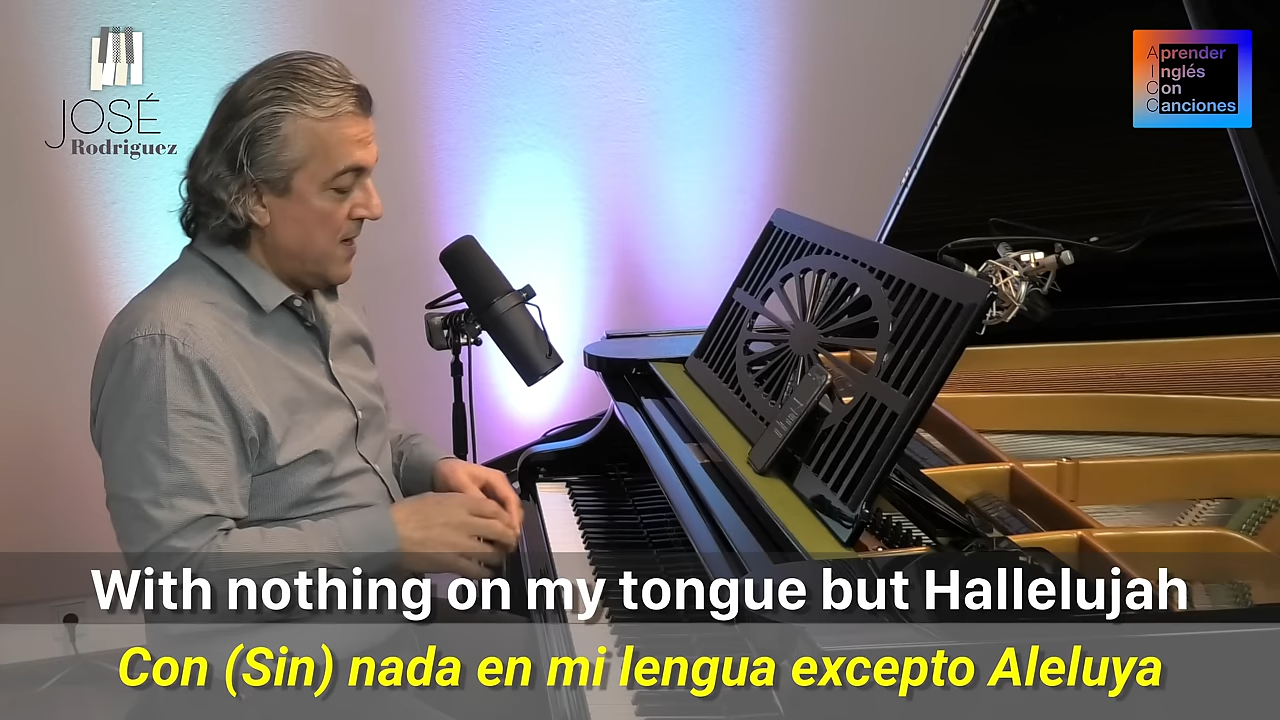 JOSÉ
Rodriguez
Aprender
Inglés
Con
Canciones
With nothing on my tongue but Hallelujah
Con (Sin) nada en mi lengua excepto Aleluya